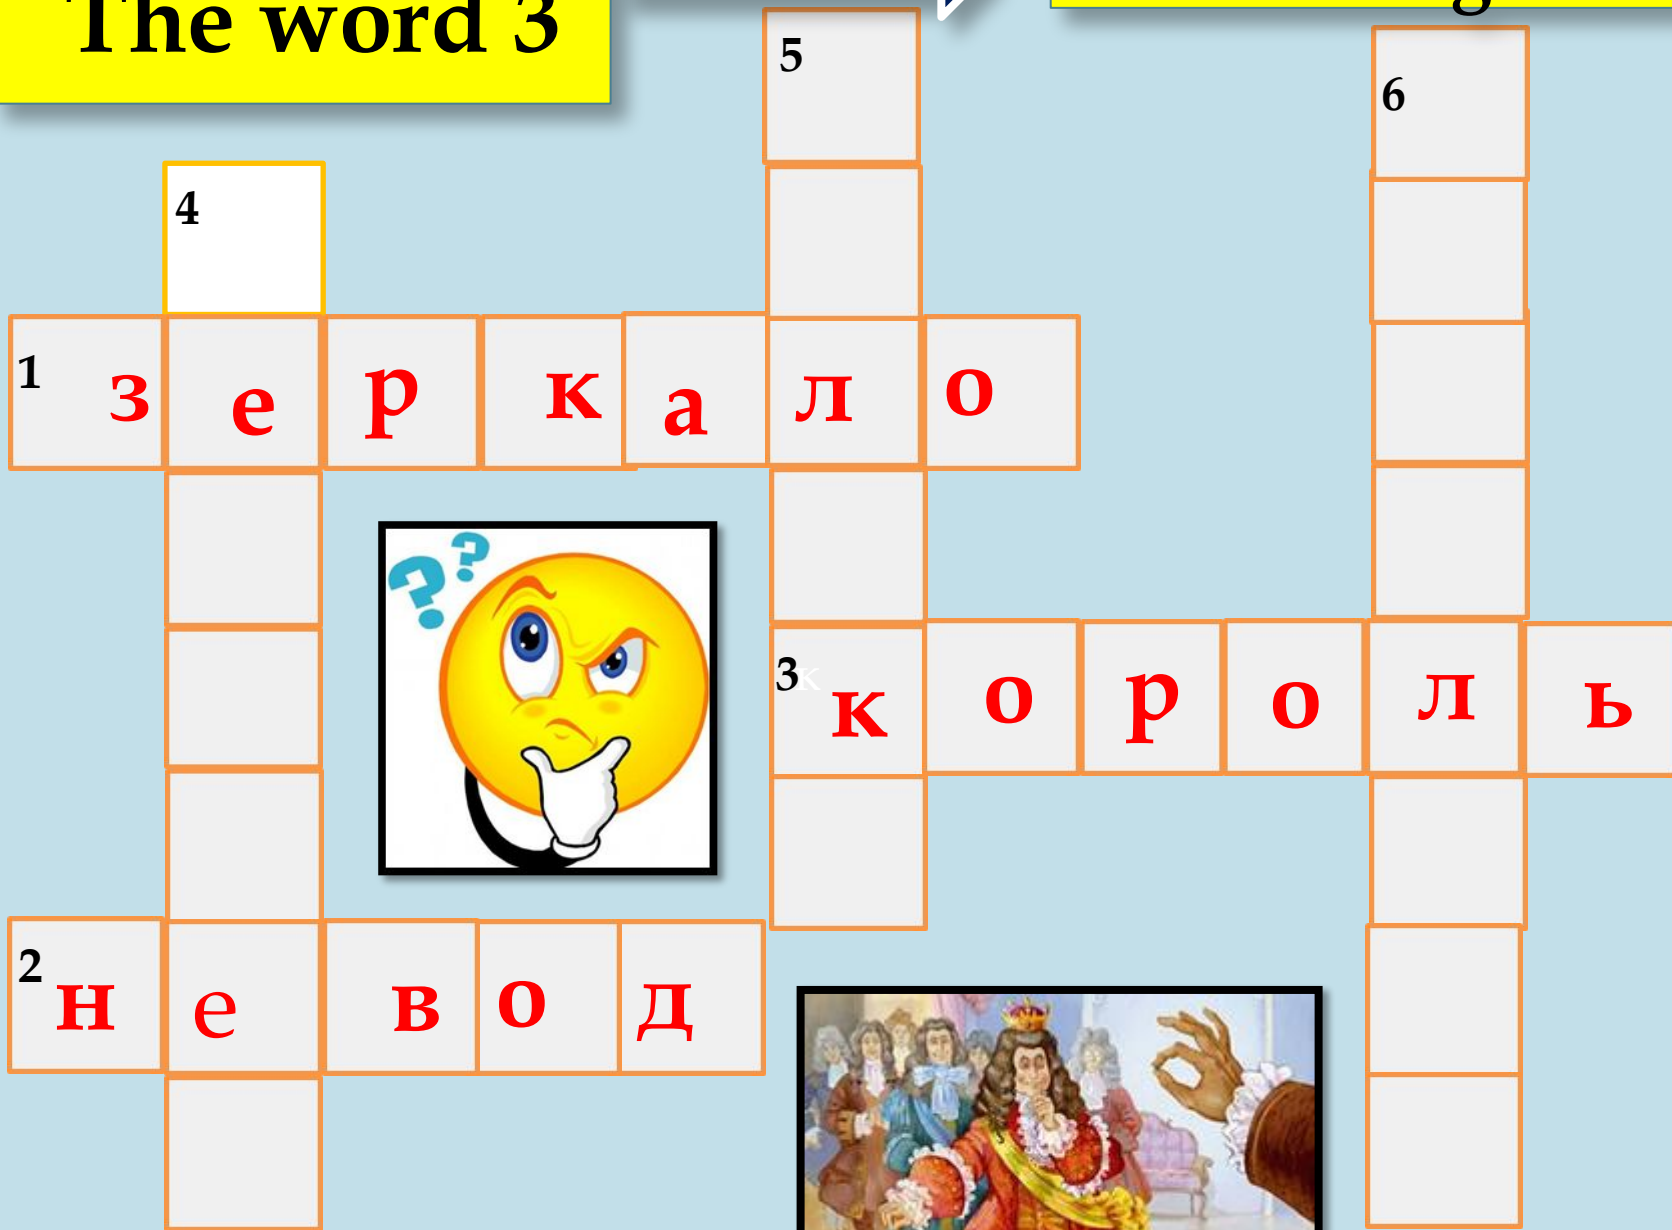 The word 3
5
6
4
1 з е р к а л о
? ?
3 к о р о л ь
2 н е в о д